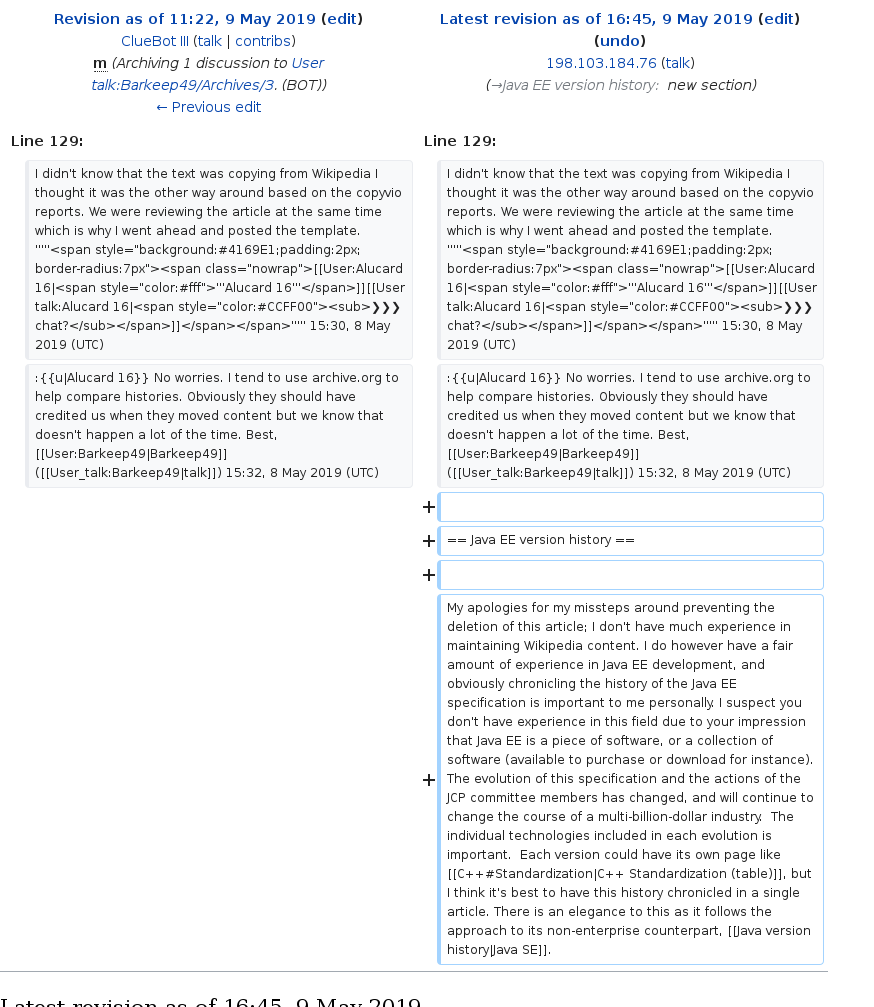 Revision as of 11:22, 9 May 2019 (edit)
ClueBot III (talk | contribs)
m (Archiving 1 discussion to User
talk:Barkeep49/Archives/3. (BOT))
← Previous edit
Latest revision as of 16:45, 9 May 2019 (edit)
(undo)
198.103.184.76 (talk)
(→Java EE version history: new section)
Line 129:
Line 129:
I didn't know that the text was copying from Wikipedia I
thought it was the other way around based on the copyvio
reports. We were reviewing the article at the same time
which is why I went ahead and posted the template.
'''''<span style="background:#4169E1;padding:2px;
border-radius:7px"><span class="nowrap">[[User:Alucard
16|<span style="color:#fff">'''Alucard 16'''</span>]][[User
talk:Alucard 16|<span style="color:#CCFF00"><sub>❯❯❯
chat?</sub></span>]]</span></span>''''' 15:30, 8 May
2019 (UTC)
I didn't know that the text was copying from Wikipedia I
thought it was the other way around based on the copyvio
reports. We were reviewing the article at the same time
which is why I went ahead and posted the template.
'''''<span style="background:#4169E1;padding:2px;
border-radius:7px"><span class="nowrap">[[User:Alucard
16|<span style="color:#fff">'''Alucard 16'''</span>]][[User
talk:Alucard 16|<span style="color:#CCFF00"><sub>❯❯❯
chat?</sub></span>]]</span></span>''''' 15:30, 8 May
2019 (UTC)
:{{u|Alucard 16}} No worries. I tend to use archive.org to
help compare histories. Obviously they should have
credited us when they moved content but we know that
doesn't happen a lot of the time. Best,
[[User:Barkeep49|Barkeep49]]
([[User_talk:Barkeep49|talk]]) 15:32, 8 May 2019 (UTC)
:{{u|Alucard 16}} No worries. I tend to use archive.org to
help compare histories. Obviously they should have
credited us when they moved content but we know that
doesn't happen a lot of the time. Best,
[[User:Barkeep49|Barkeep49]]
([[User_talk:Barkeep49|talk]]) 15:32, 8 May 2019 (UTC)
+
+ == Java EE version history ==
+
+ My apologies for my missteps around preventing the
deletion of this article; I don't have much experience in
maintaining Wikipedia content. I do however have a fair
amount of experience in Java EE development, and
obviously chronicling the history of the Java EE
specification is important to me personally. I suspect you
don't have experience in this field due to your impression
that Java EE is a piece of software, or a collection of
software (available to purchase or download for instance).
The evolution of this specification and the actions of the
JCP committee members has changed, and will continue to
change the course of a multi-billion-dollar industry. The
individual technologies included in each evolution is
important. Each version could have its own page like
[[C++#Standardization|C++ Standardization (table)]], but
I think it's best to have this history chronicled in a single
article. There is an elegance to this as it follows the
approach to its non-enterprise counterpart, [[Java version
history|Java SE]].
Latest revision as of 16:45, 9 May 2019